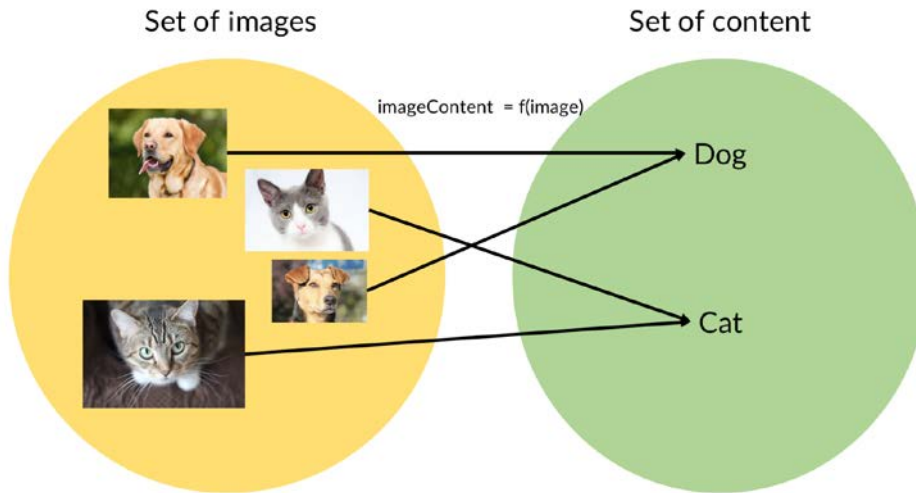 Set of images
Set of content
imageContent = f(image)
Dog
Cat